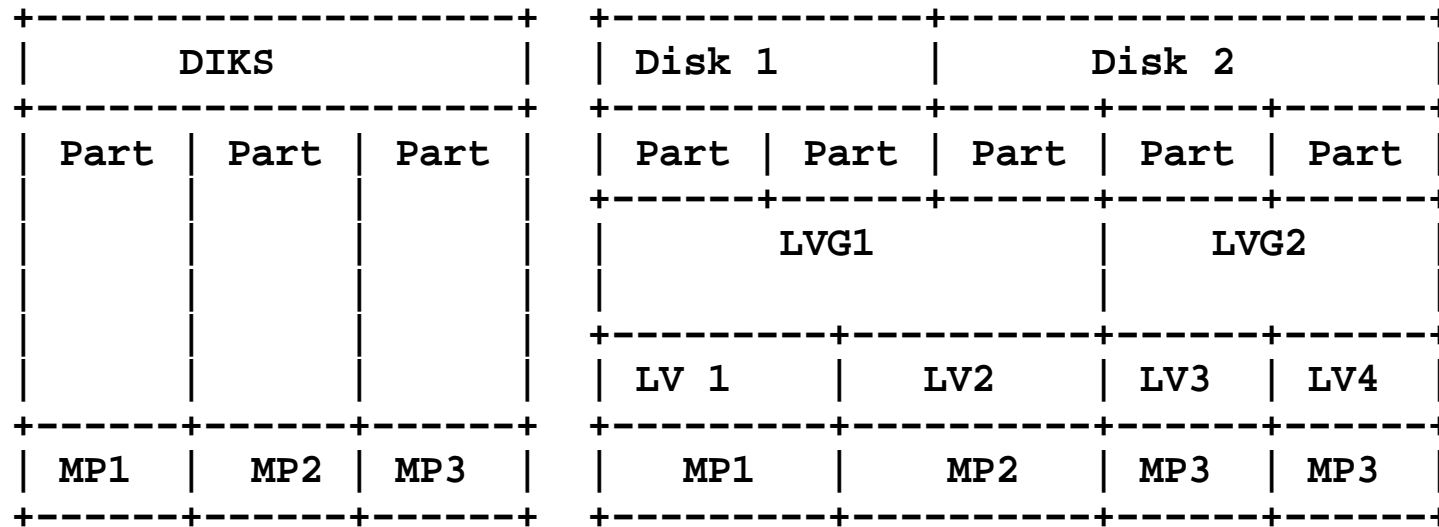 DIKS Disk 1 Disk 2
Part Part Part Part Part Part Part Part
LVG1 LVG2
LV 1 LV2 LV3 LV4
MP1 MP2 MP3 MP1 MP2 MP3 MP3